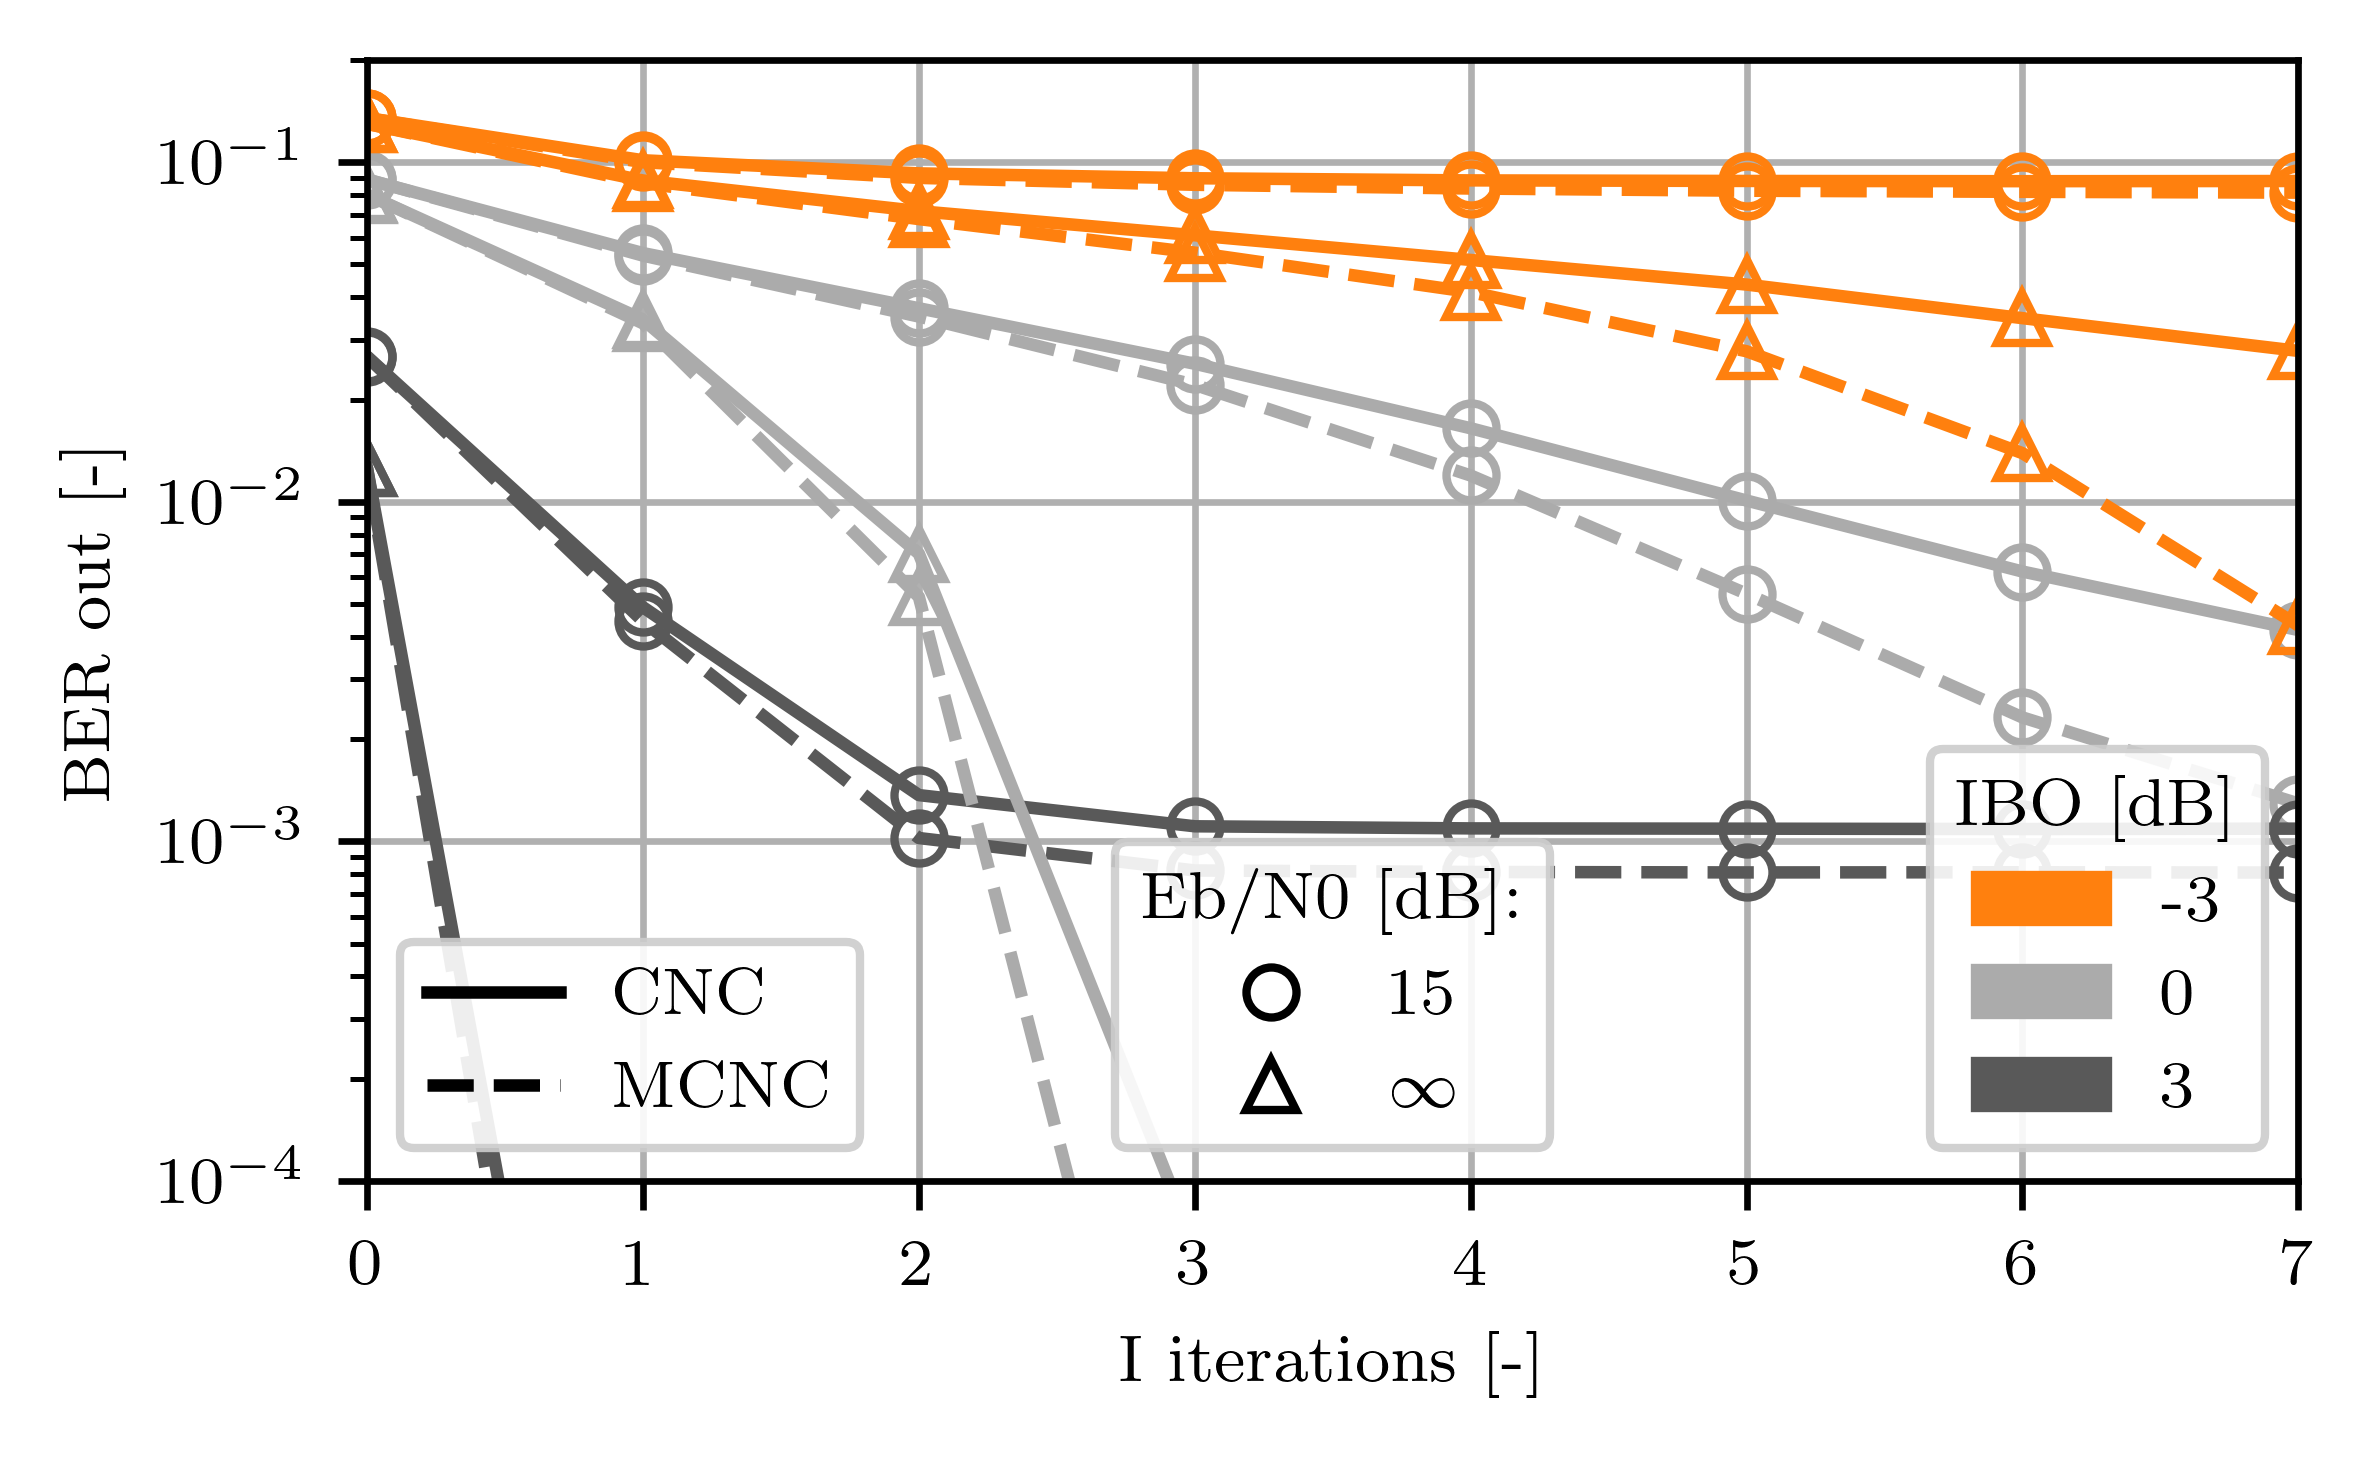 BER out [-]
10⁻¹
10⁻²
10⁻³
10⁻⁴
CNC
MCNC
Eb/N0 [dB]:
15
∞
IBO [dB]
-3
0
3
0 1 2 3 4 5 6 7
I iterations [-]